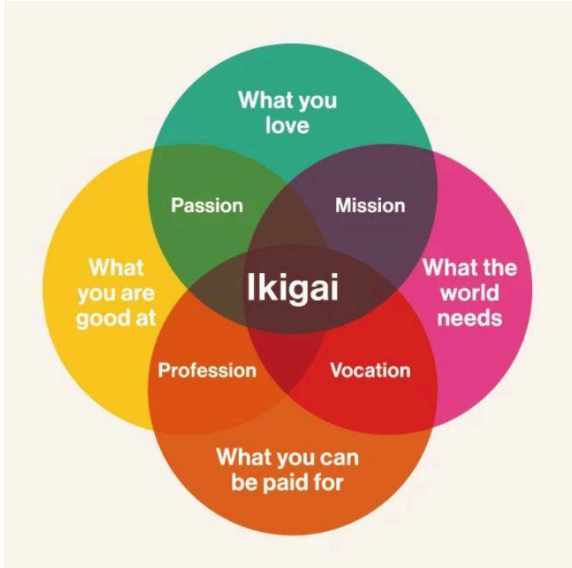 What you
love
Passion
Mission
What
you are
good at
Ikigai
What the
world
needs
Profession
Vocation
What you can
be paid for